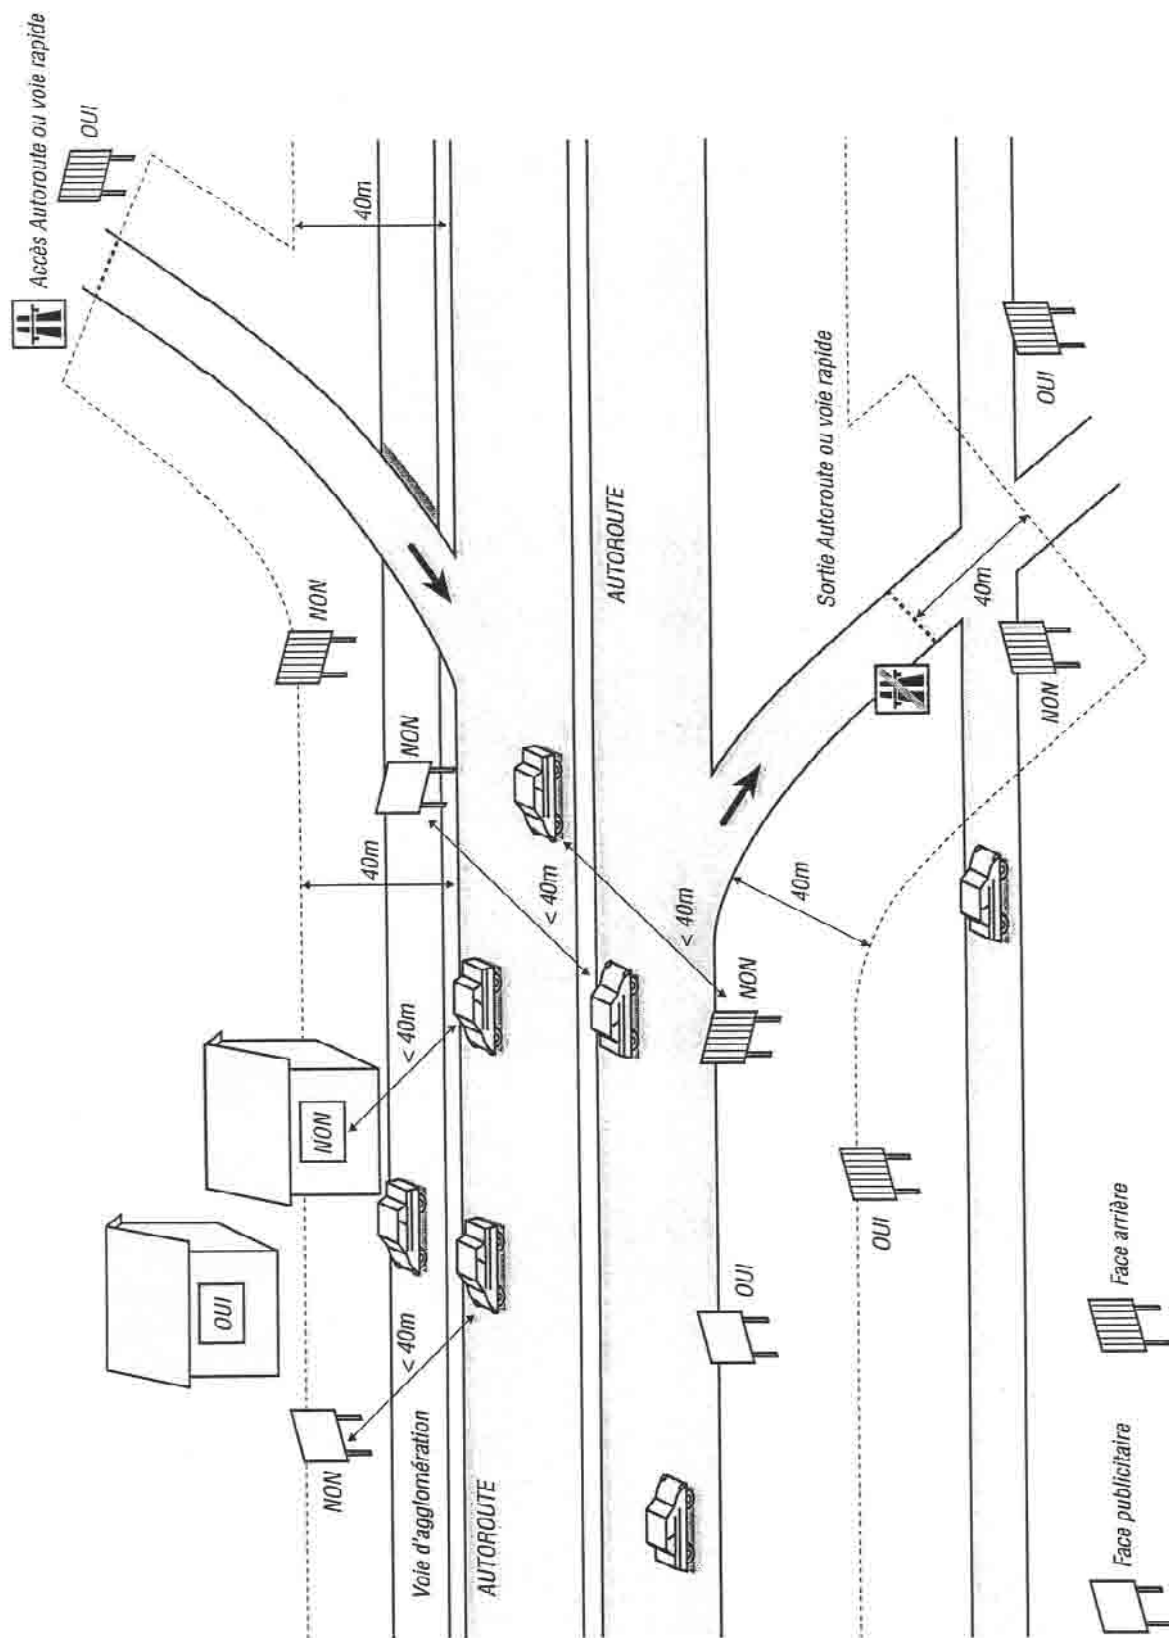 Accès Autoroute ou voie rapide
OUI
40m
NON
NON
40m
< 40m
< 40m
NON
< 40m
OUI
< 40m
NON
Voie d'agglomération
AUTOROUTE
AUTOROUTE
NON
OUI
Sortie Autoroute ou voie rapide
OUI
40m
NON
40m
OUI
Face publicitaire
Face arrière